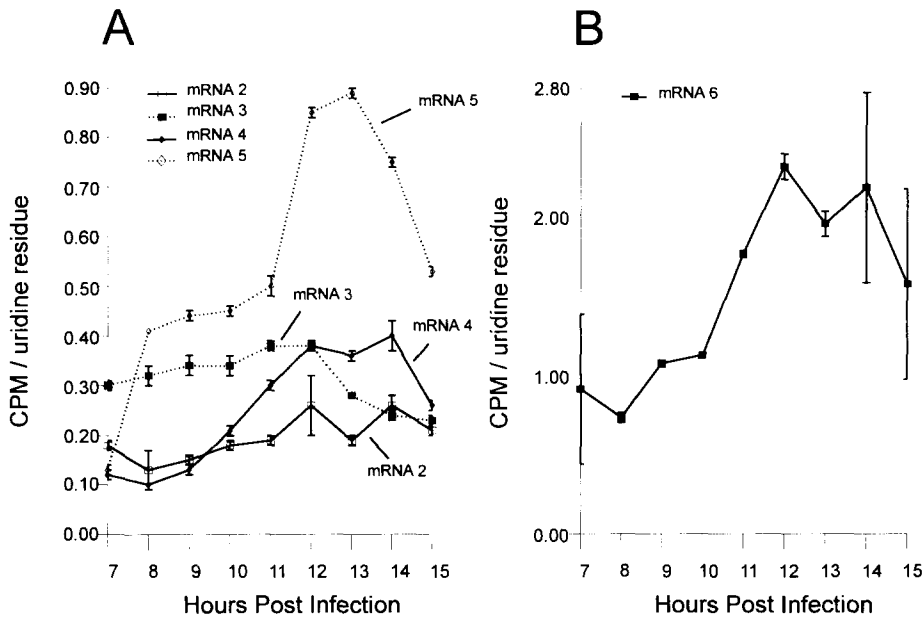 A
CPM / uridine residue
0.90
0.80
0.70
0.60
0.50
0.40
0.30
0.20
0.10
0.00
mRNA 2
mRNA 3
mRNA 4
mRNA 5
mRNA 5
mRNA 3
mRNA 4
mRNA 2
7 8 9 10 11 12 13 14 15
Hours Post Infection
B
CPM / uridine residue
2.80
2.00
1.00
0.00
mRNA 6
7 8 9 10 11 12 13 14 15
Hours Post Infection